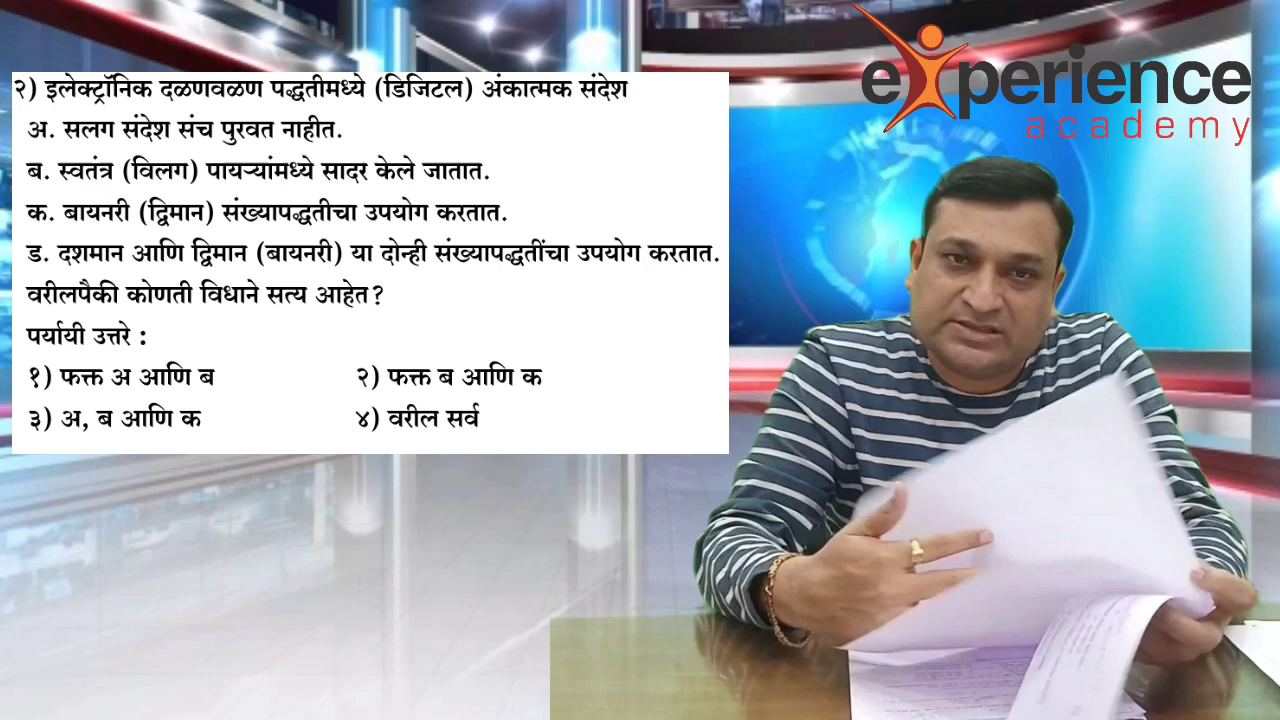 २) इलेक्ट्रॉनिक दळणवळण पद्धतीमध्ये (डिजिटल) अंकात्मक संदेश
अ. सलग संदेश संच पुरवत नाहीत.
ब. स्वतंत्र (विलग) पायऱ्यांमध्ये सादर केले जातात.
क. बायनरी (द्विमान) संख्यापद्धतीचा उपयोग करतात.
ड. दशमान आणि द्विमान (बायनरी) या दोन्ही संख्यापद्धतींचा उपयोग करतात.
वरीलपैकी कोणती विधाने सत्य आहेत?
पर्यायी उत्तरे :
१) फक्त अ आणि ब २) फक्त ब आणि क
३) अ, ब आणि क ४) वरील सर्व
experience
academy